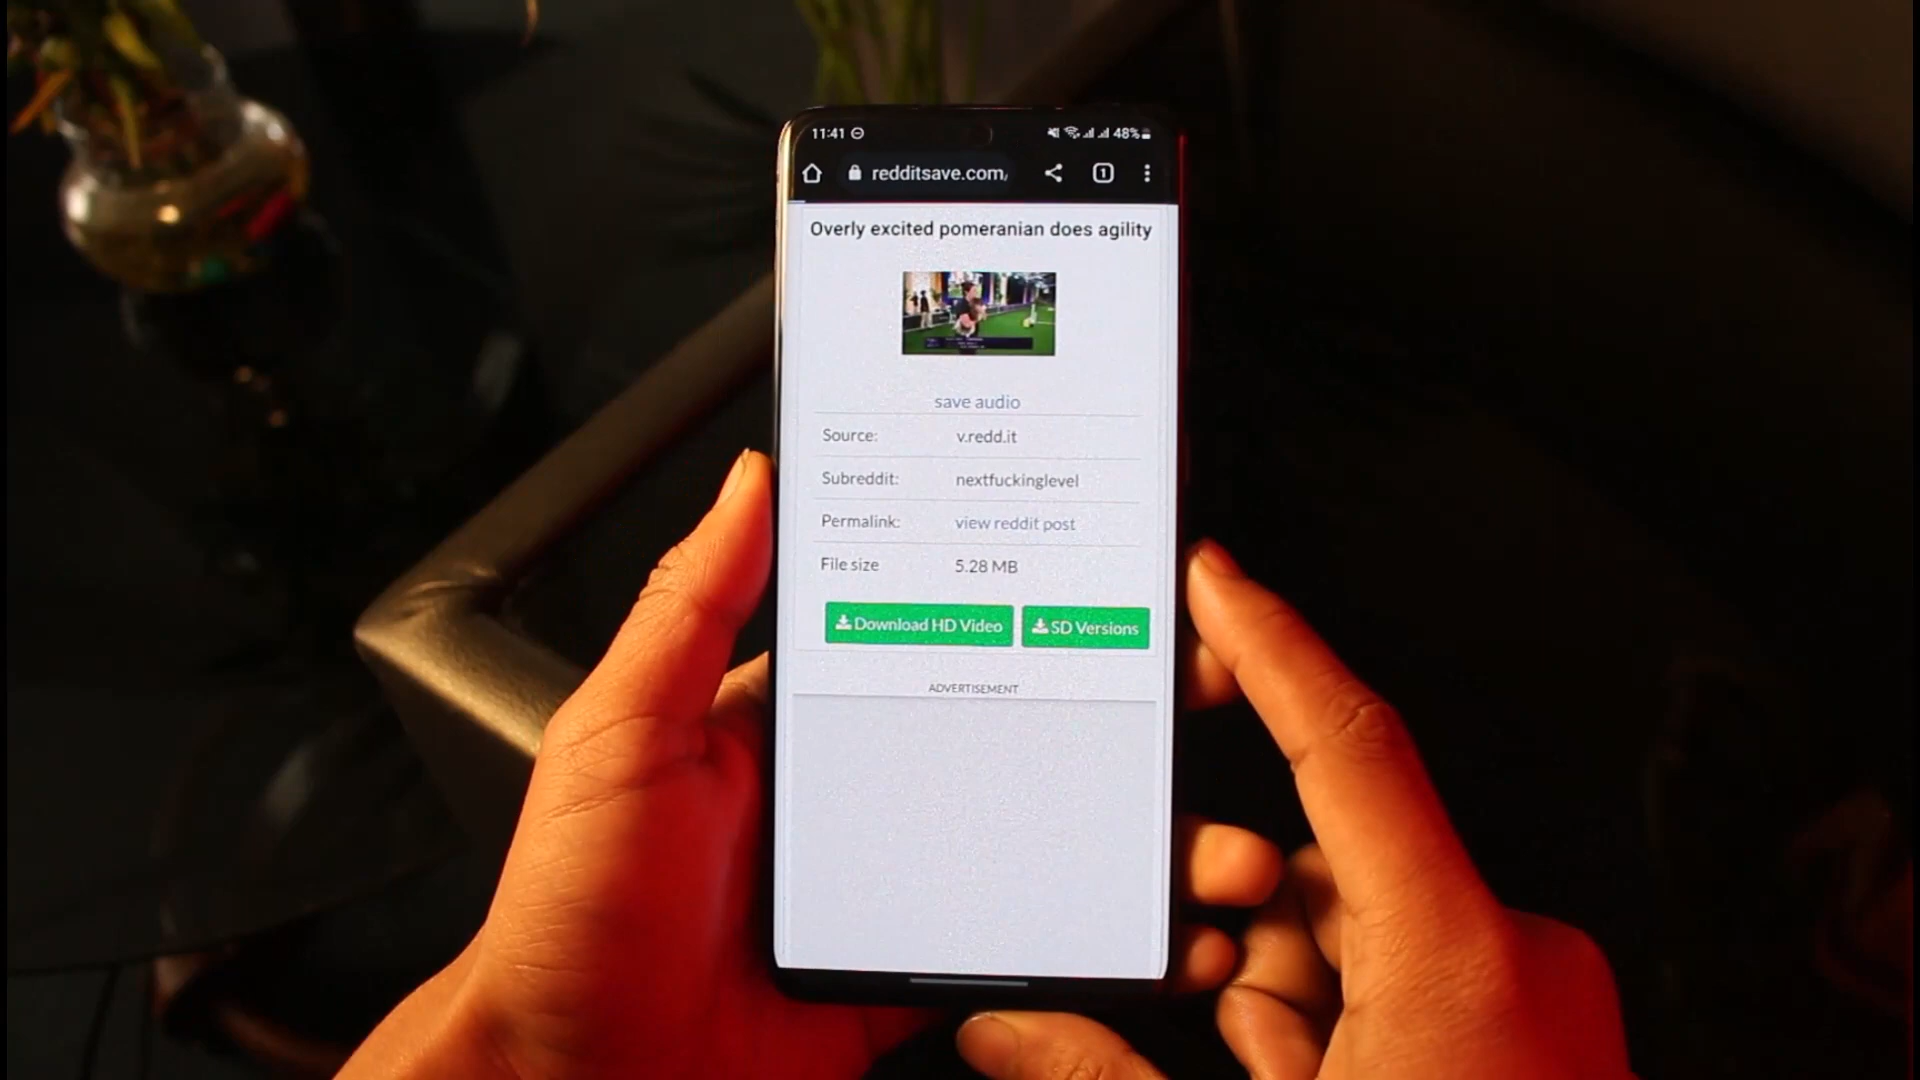 11:41 48%
redditsave.com/ 1
Overly excited pomeranian does agility
save audio
Source: v.redd.it
Subreddit: nextfuckinglevel
Permalink: view reddit post
File size 5.28 MB
Download HD Video SD Versions
ADVERTISEMENT